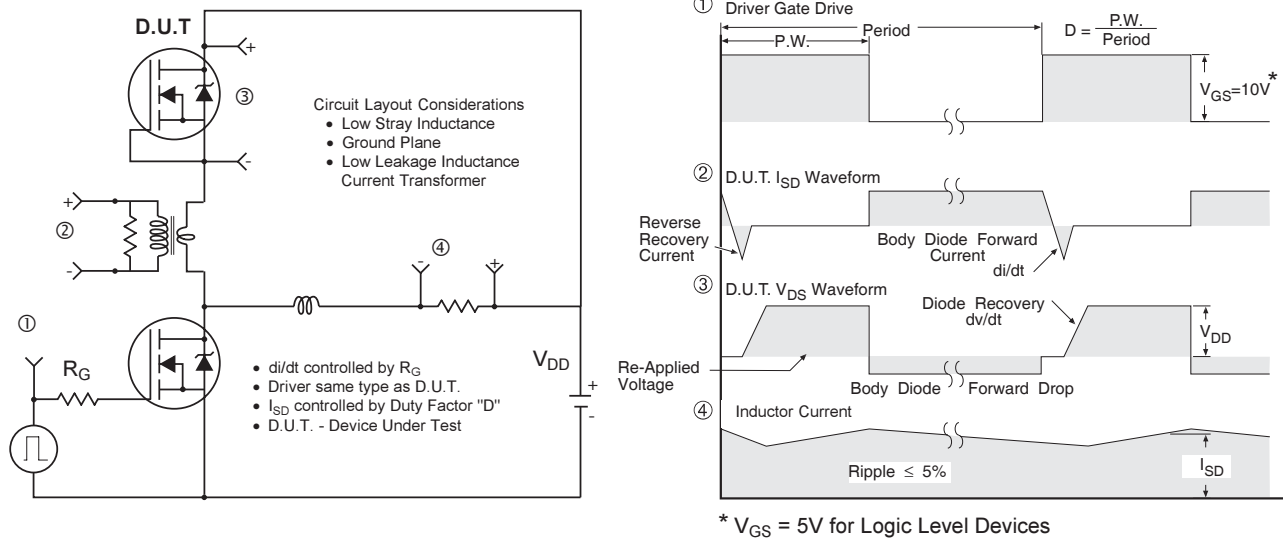 D.U.T
+
③
-
Circuit Layout Considerations
• Low Stray Inductance
• Ground Plane
• Low Leakage Inductance
Current Transformer
+
②
-
④
-
+
①
R_G
V_DD
+
-
• di/dt controlled by R_G
• Driver same type as D.U.T.
• I_SD controlled by Duty Factor "D"
• D.U.T. - Device Under Test
① Driver Gate Drive
P.W.
Period
D = P.W. / Period
V_GS=10V*
② D.U.T. I_SD Waveform
Reverse
Recovery
Current
Body Diode Forward
Current
di/dt
③ D.U.T. V_DS Waveform
Diode Recovery
dv/dt
V_DD
Re-Applied
Voltage
Body Diode Forward Drop
④ Inductor Current
Ripple ≤ 5%
I_SD
* V_GS = 5V for Logic Level Devices